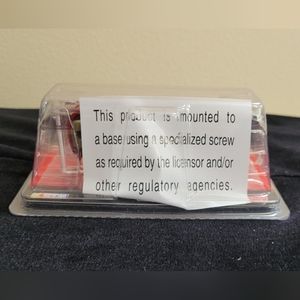 This product is mounted to
a base using a specialized screw
as required by the licensor and/or
other regulatory agencies.